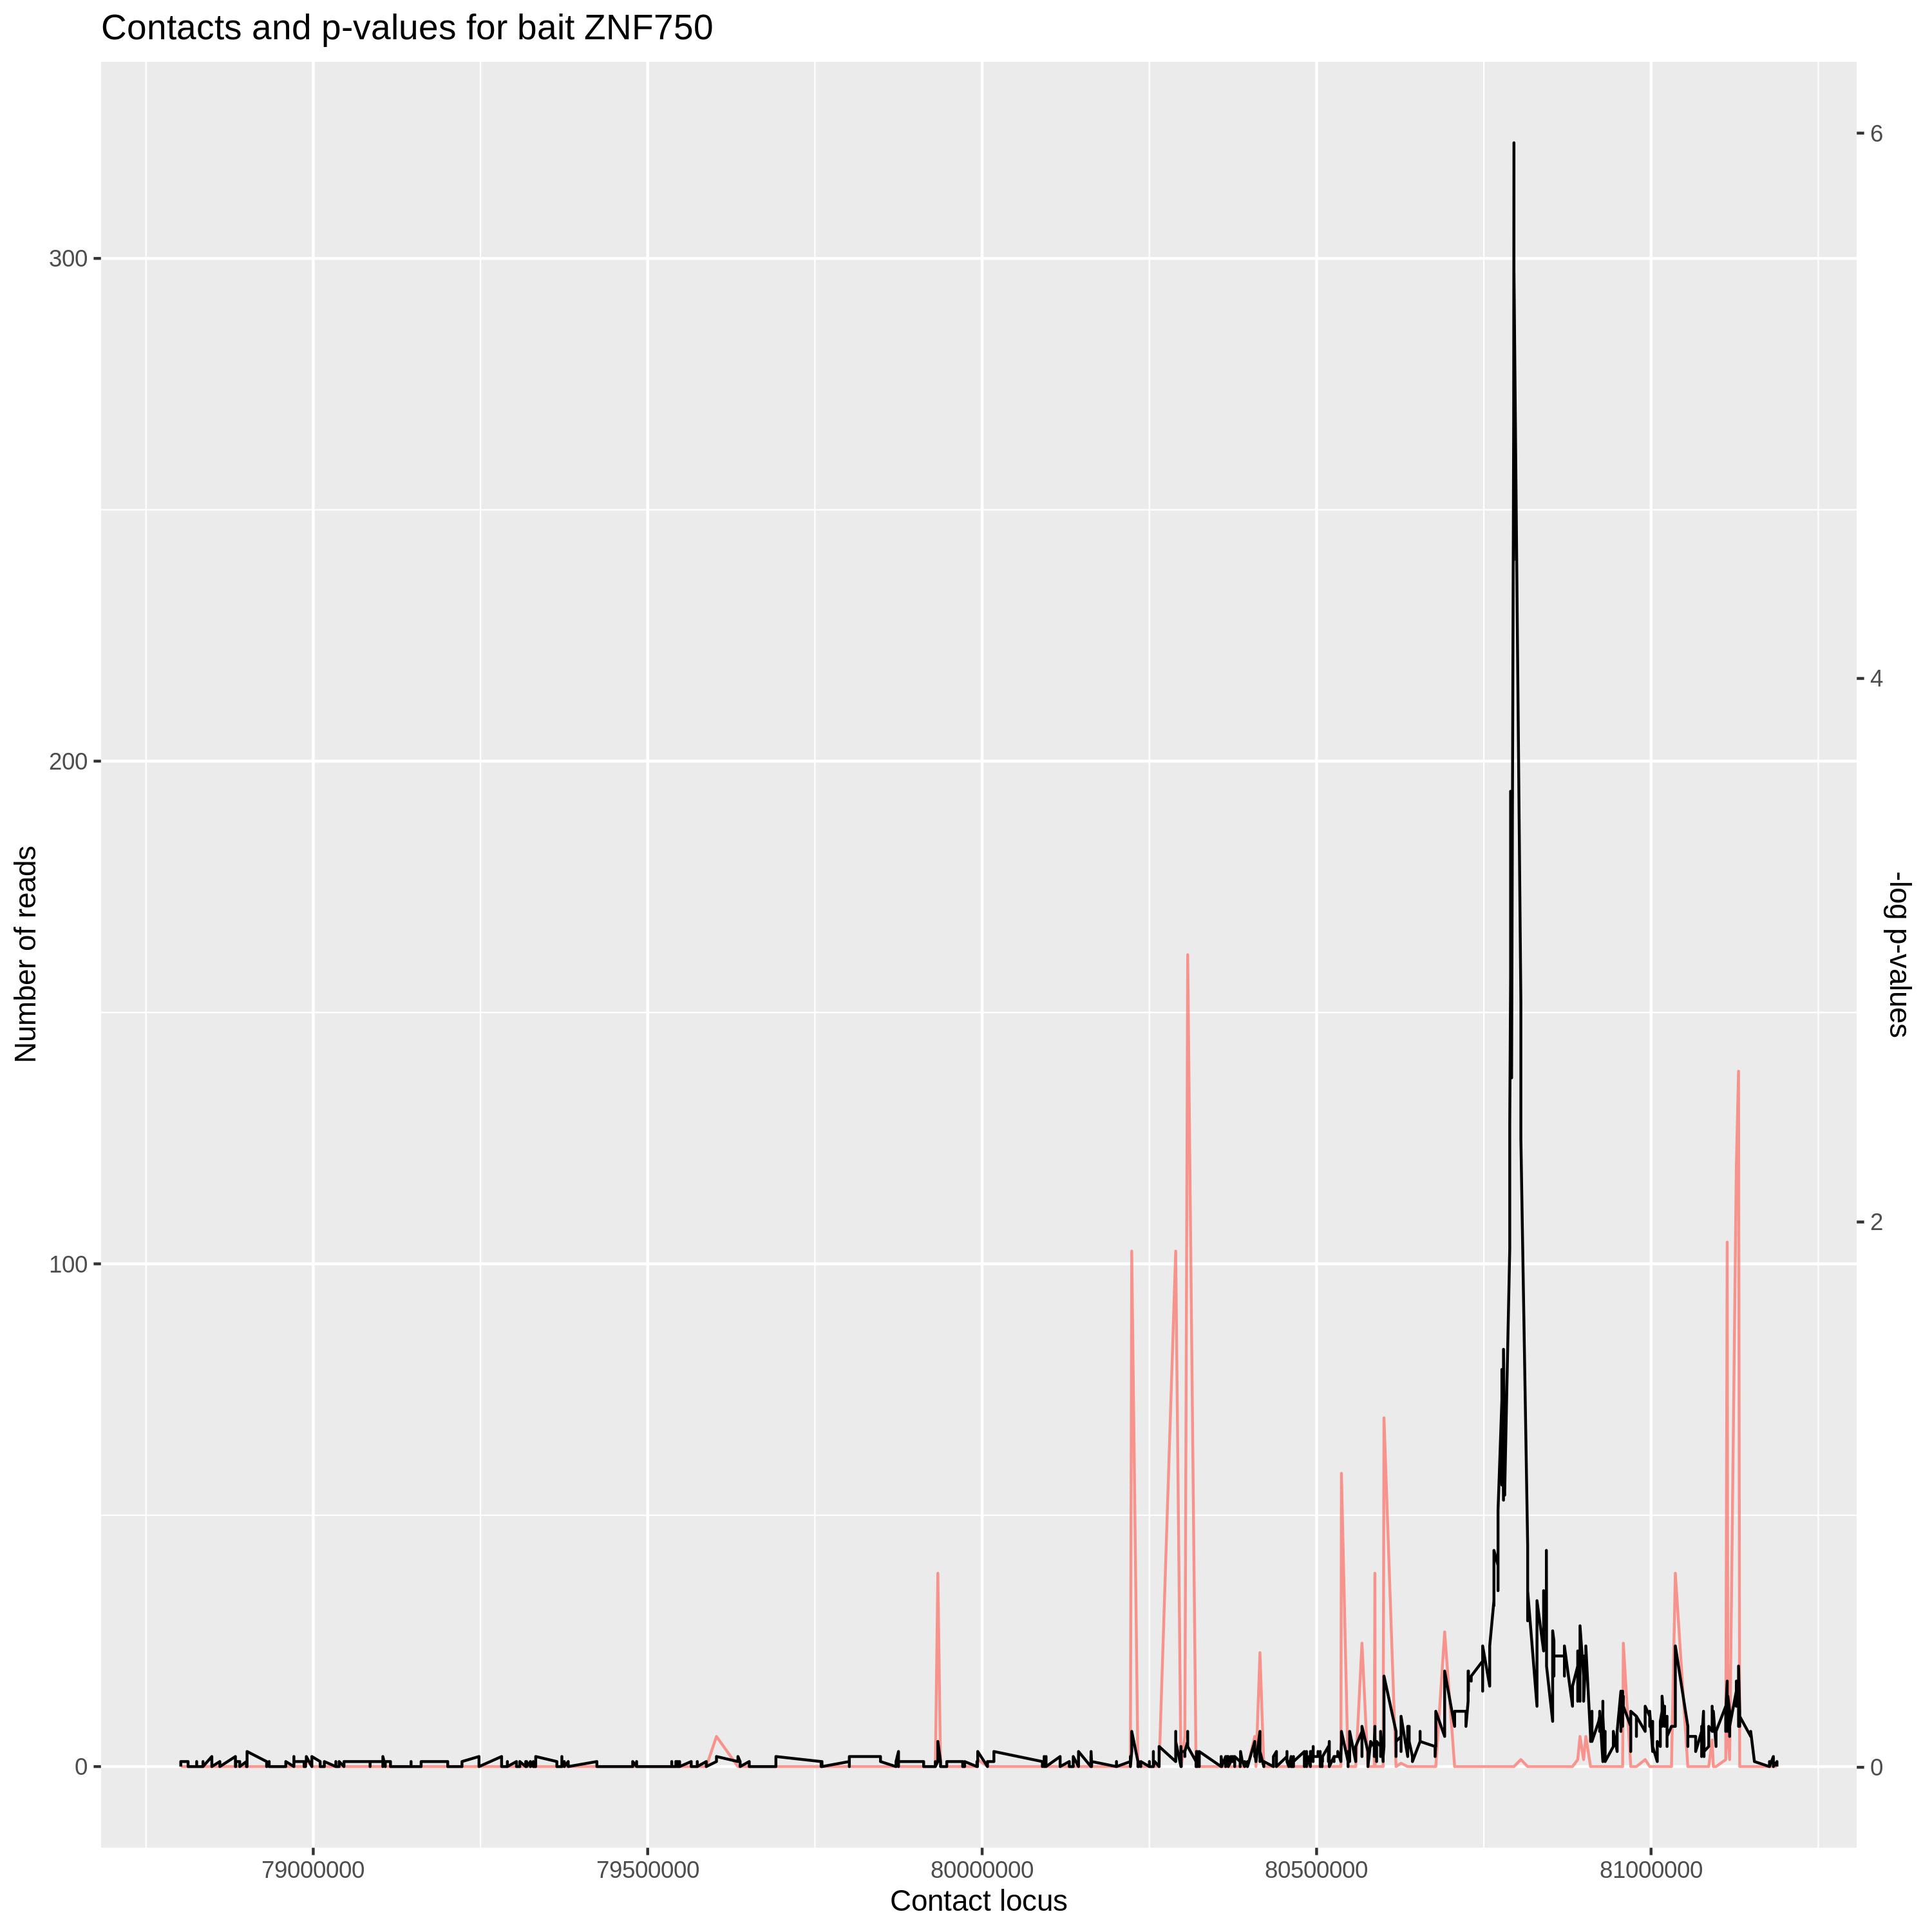 Contacts and p-values for bait ZNF750
Number of reads
300
200
100
0
6
4
2
0
-log p-values
79000000 79500000 80000000 80500000 81000000
Contact locus